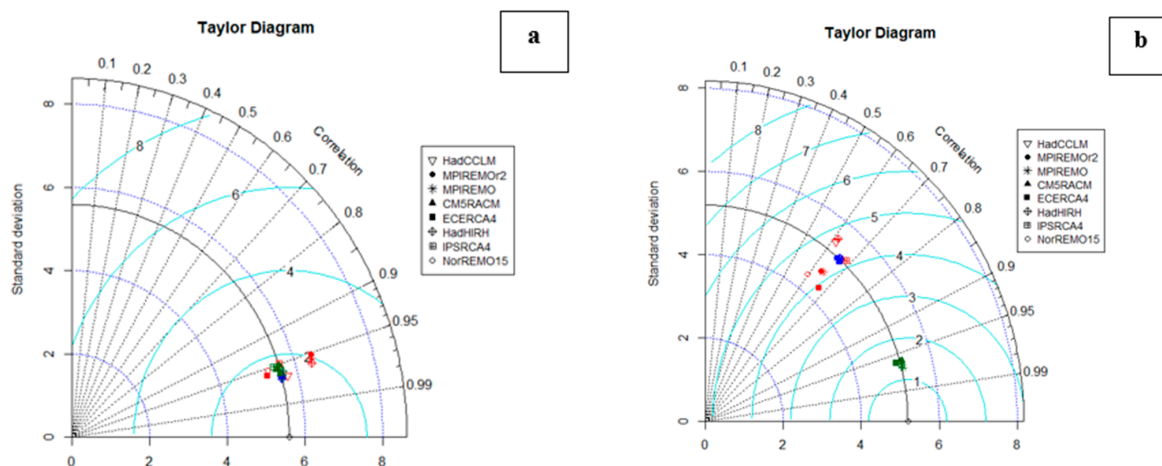 Taylor Diagram
a
0.1
0.2
0.3
0.4
0.5
0.6
0.7
0.8
0.9
0.95
0.99
Correlation
Standard deviation
8
6
4
2
0
0
2
4
6
8
8
6
4
2
HadCCLM
MPIREMOr2
MPIREMO
CM5RACM
ECERCA4
HadHIRH
IPSRCA4
NorREMO15
Taylor Diagram
b
0.1
0.2
0.3
0.4
0.5
0.6
0.7
0.8
0.9
0.95
0.99
Correlation
Standard deviation
8
6
4
2
0
0
2
4
6
8
8
7
6
5
4
3
2
1
HadCCLM
MPIREMOr2
MPIREMO
CM5RACM
ECERCA4
HadHIRH
IPSRCA4
NorREMO15